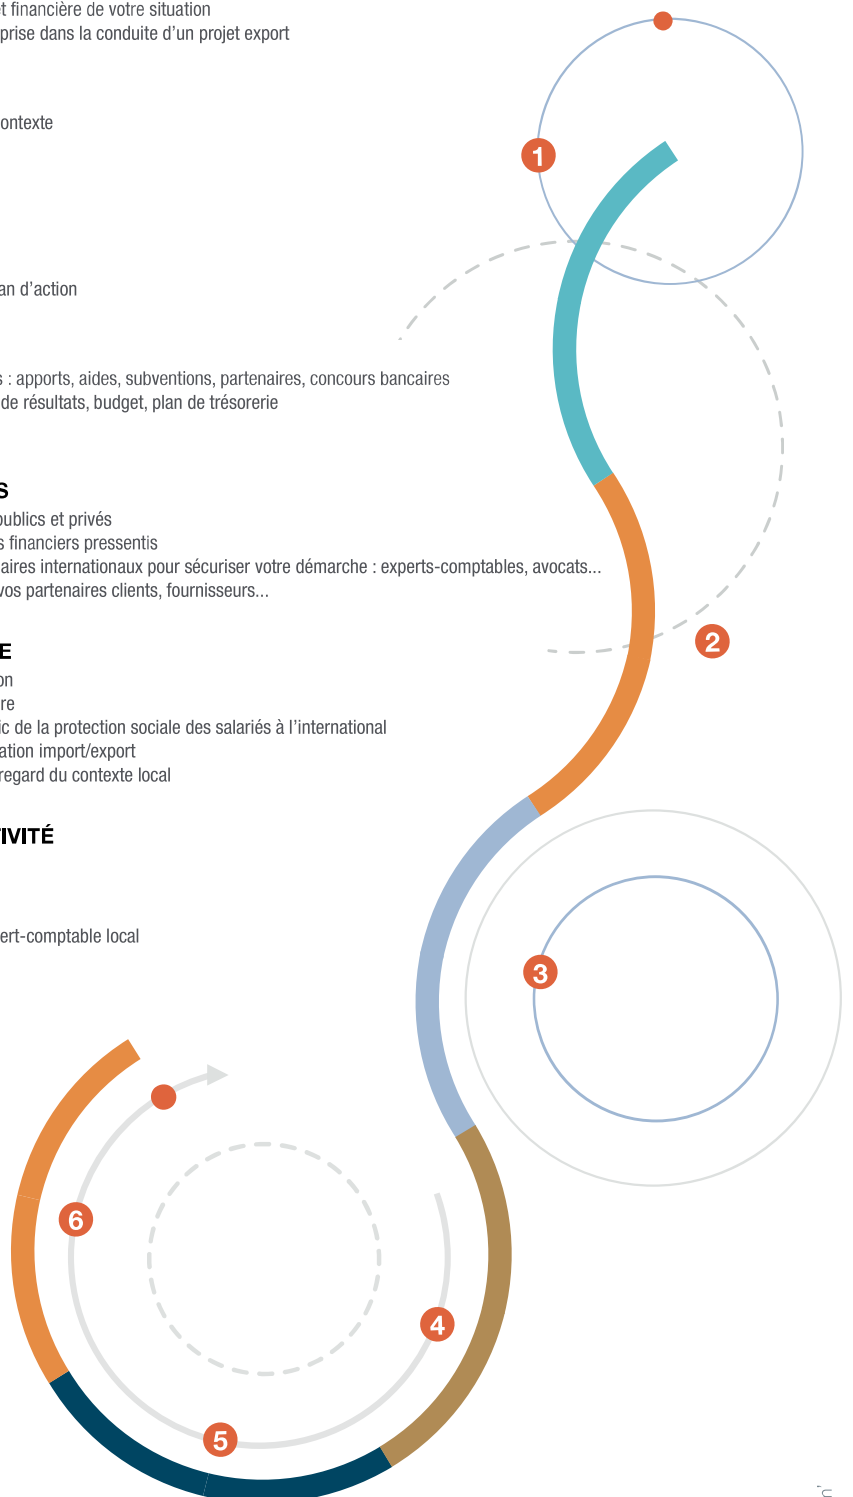 t financière de votre situation
prise dans la conduite d’un projet export
ontexte
1
an d’action
s : apports, aides, subventions, partenaires, concours bancaires
de résultats, budget, plan de trésorerie
S
publics et privés
s financiers pressentis
aires internationaux pour sécuriser votre démarche : experts-comptables, avocats...
vos partenaires clients, fournisseurs...
2
E
on
re
ic de la protection sociale des salariés à l’international
ation import/export
regard du contexte local
TIVITÉ
ert-comptable local
3
6
4
5